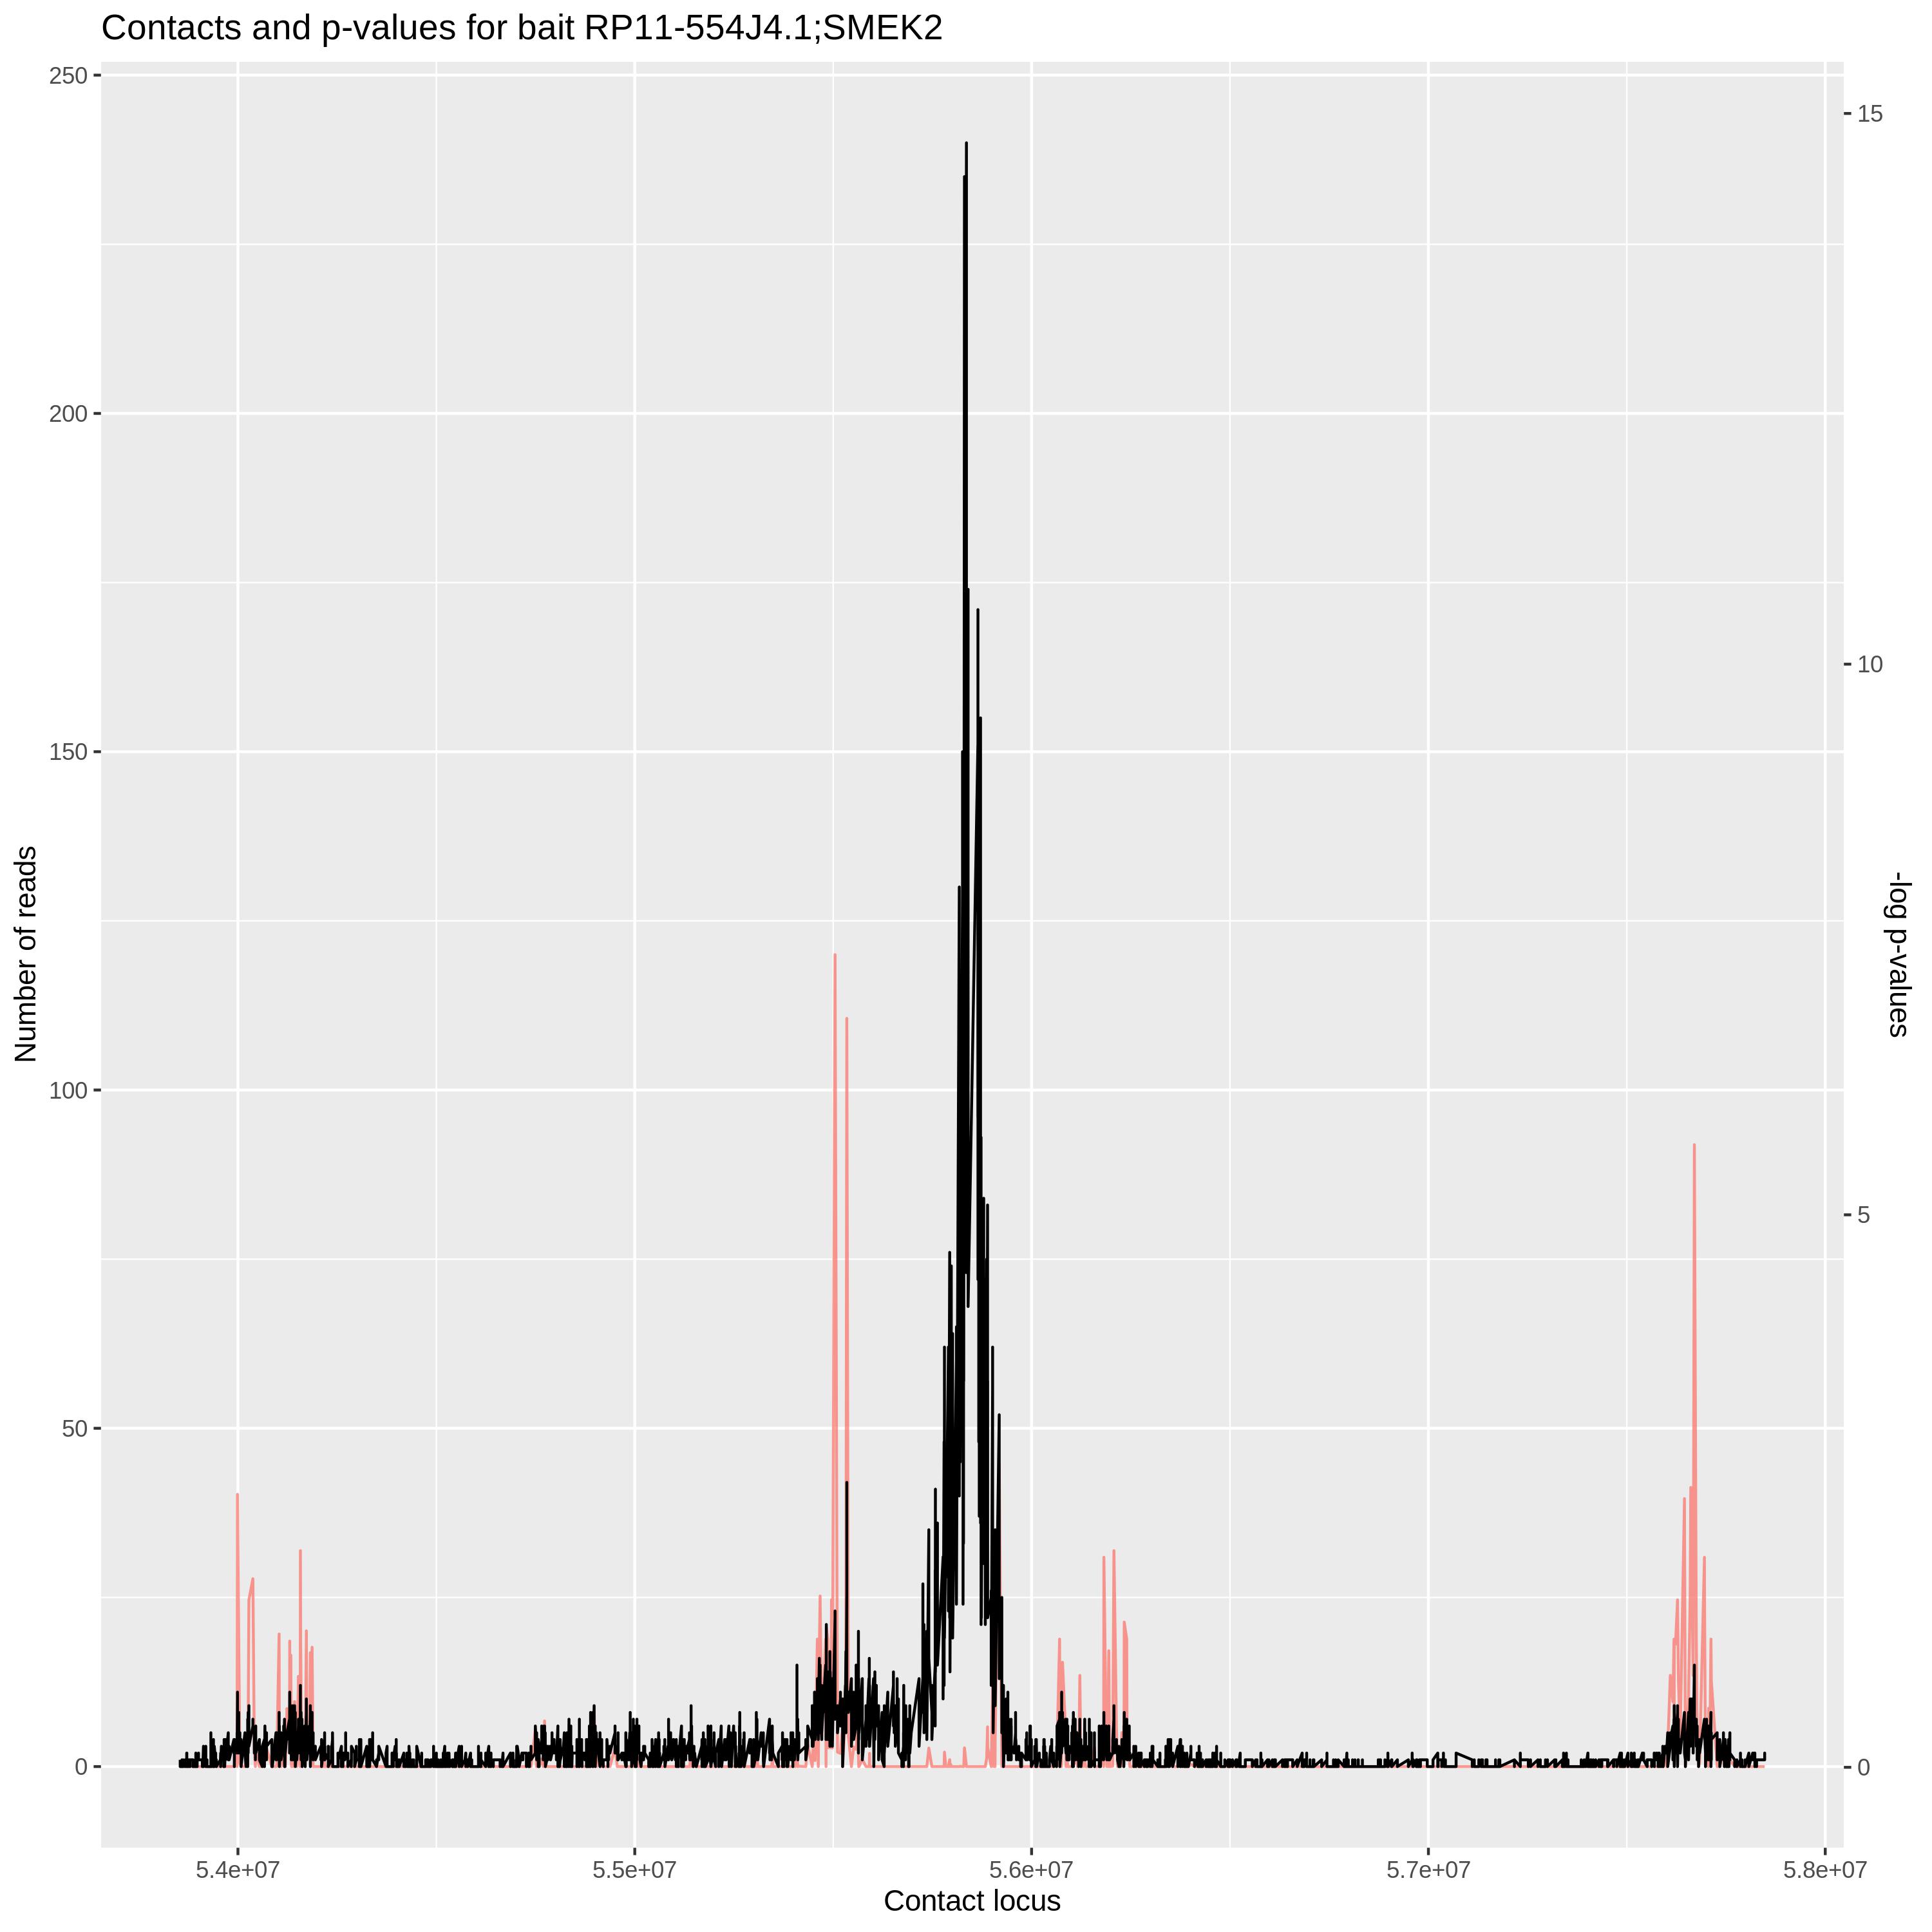 Contacts and p-values for bait RP11-554J4.1;SMEK2
250
200
150
100
50
0
Number of reads
15
10
5
0
-log p-values
5.4e+07
5.5e+07
5.6e+07
5.7e+07
5.8e+07
Contact locus